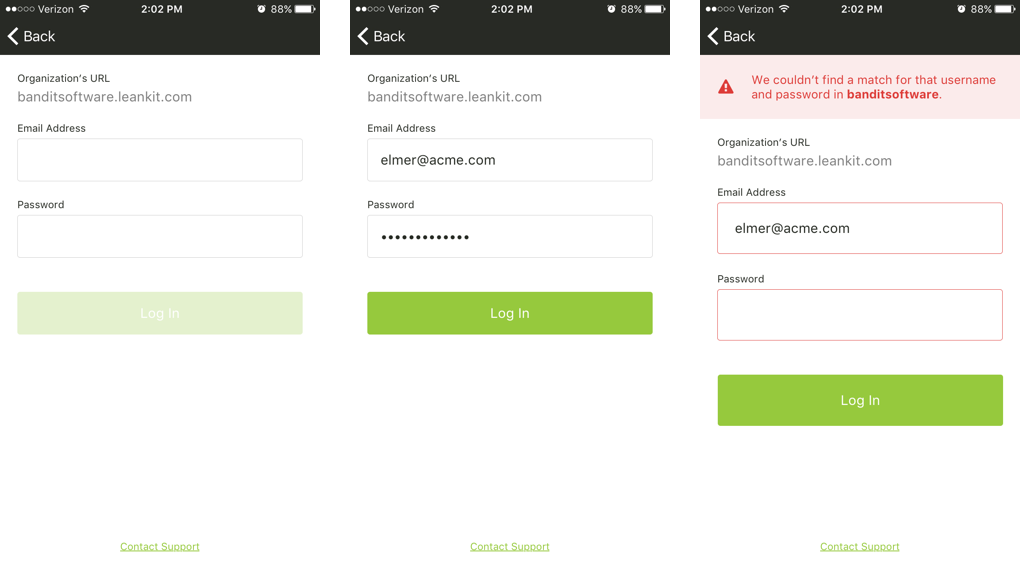 Verizon 2:02 PM 88%
Back
Organization's URL
banditsoftware.leankit.com
Email Address
Password
Log In
Contact Support
Verizon 2:02 PM 88%
Back
Organization's URL
banditsoftware.leankit.com
Email Address
elmer@acme.com
Password
•••••••••••••
Log In
Contact Support
Verizon 2:02 PM 88%
Back
We couldn't find a match for that username
and password in banditsoftware.
Organization's URL
banditsoftware.leankit.com
Email Address
elmer@acme.com
Password
Log In
Contact Support